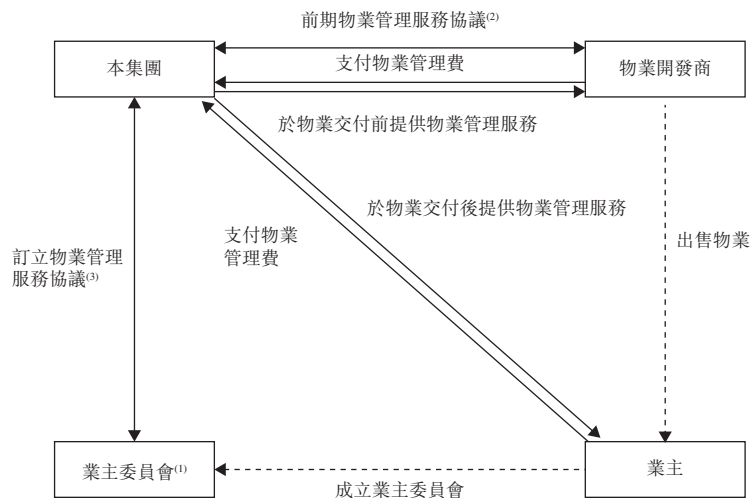 前期物業管理服務協議(2)
本集團
支付物業管理費
物業開發商
於物業交付前提供物業管理服務
於物業交付後提供物業管理服務
支付物業
管理費
出售物業
訂立物業管理
服務協議(3)
業主委員會(1)
業主
成立業主委員會